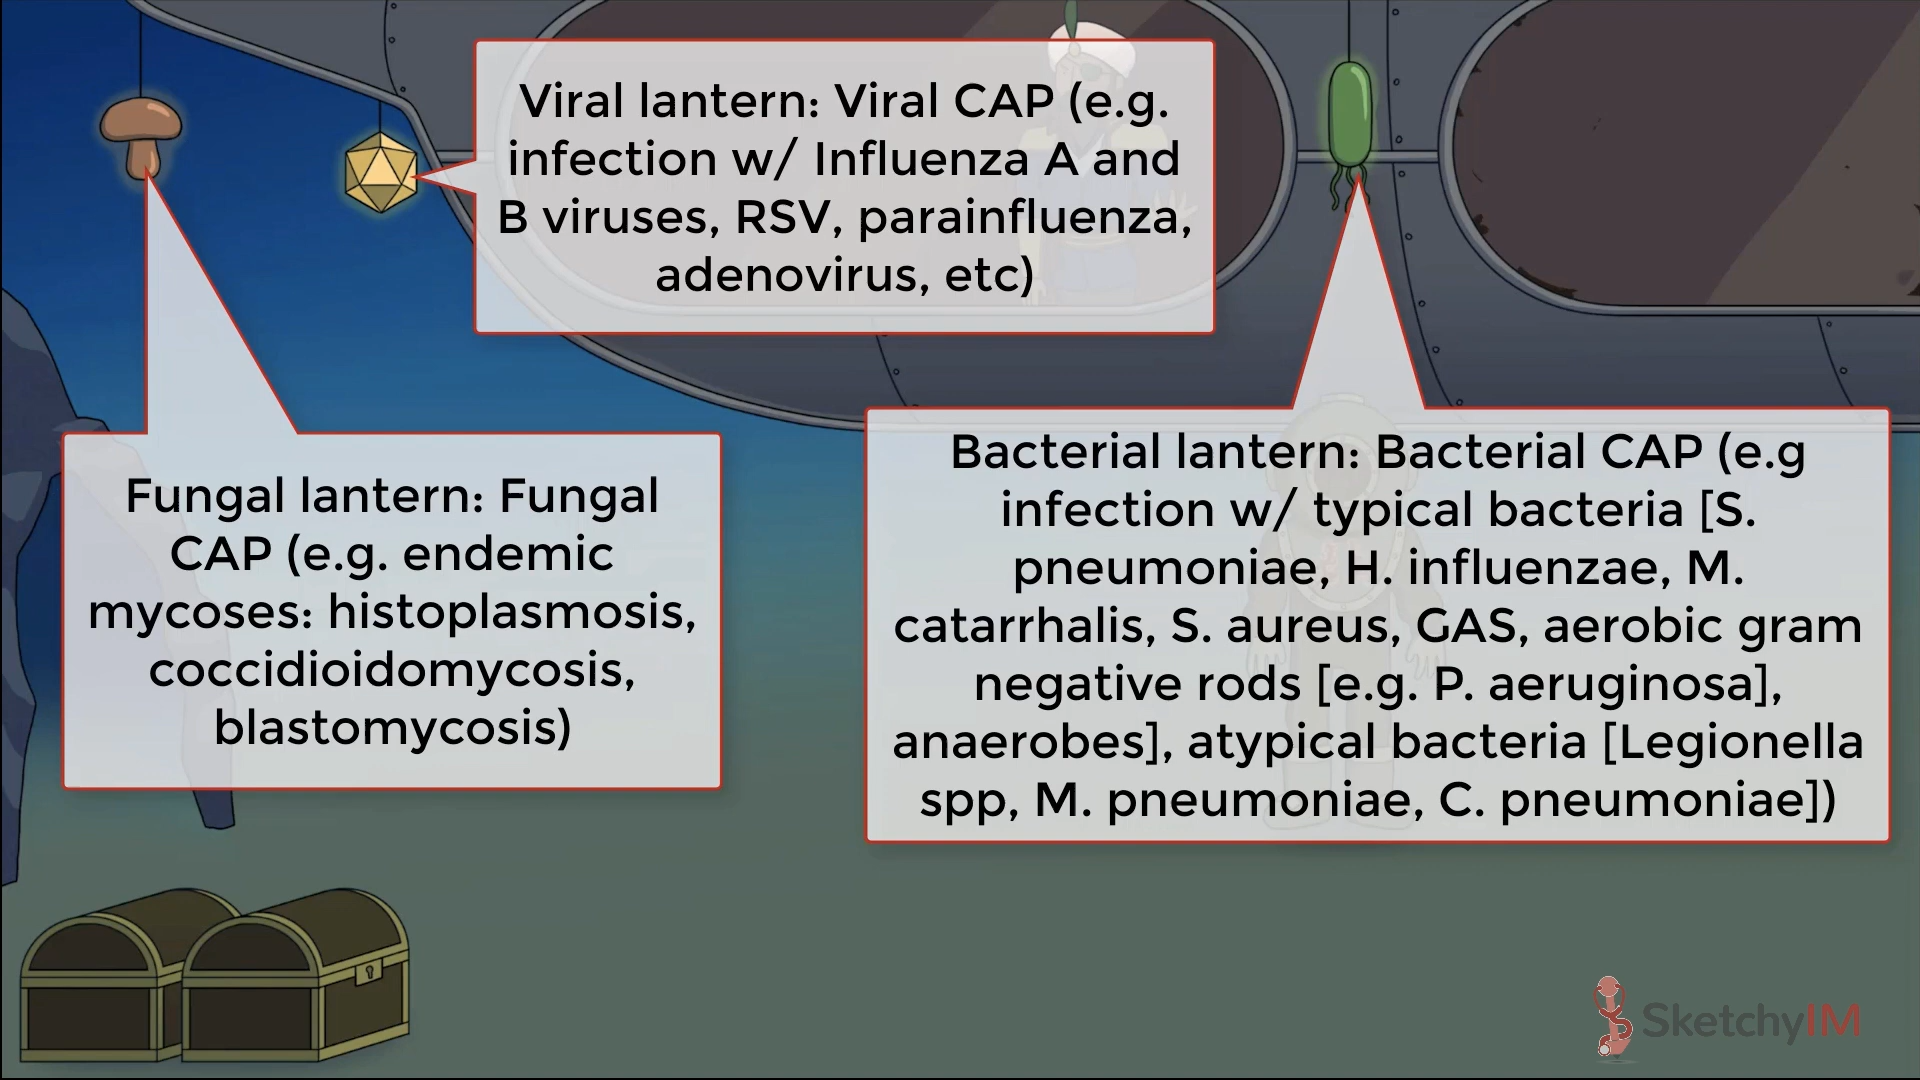 Viral lantern: Viral CAP (e.g.
infection w/ Influenza A and
B viruses, RSV, parainfluenza,
adenovirus, etc)
Fungal lantern: Fungal
CAP (e.g. endemic
mycoses: histoplasmosis,
coccidioidomycosis,
blastomycosis)
Bacterial lantern: Bacterial CAP (e.g
infection w/ typical bacteria [S.
pneumoniae, H. influenzae, M.
catarrhalis, S. aureus, GAS, aerobic gram
negative rods [e.g. P. aeruginosa],
anaerobes], atypical bacteria [Legionella
spp, M. pneumoniae, C. pneumoniae])
SketchyIM